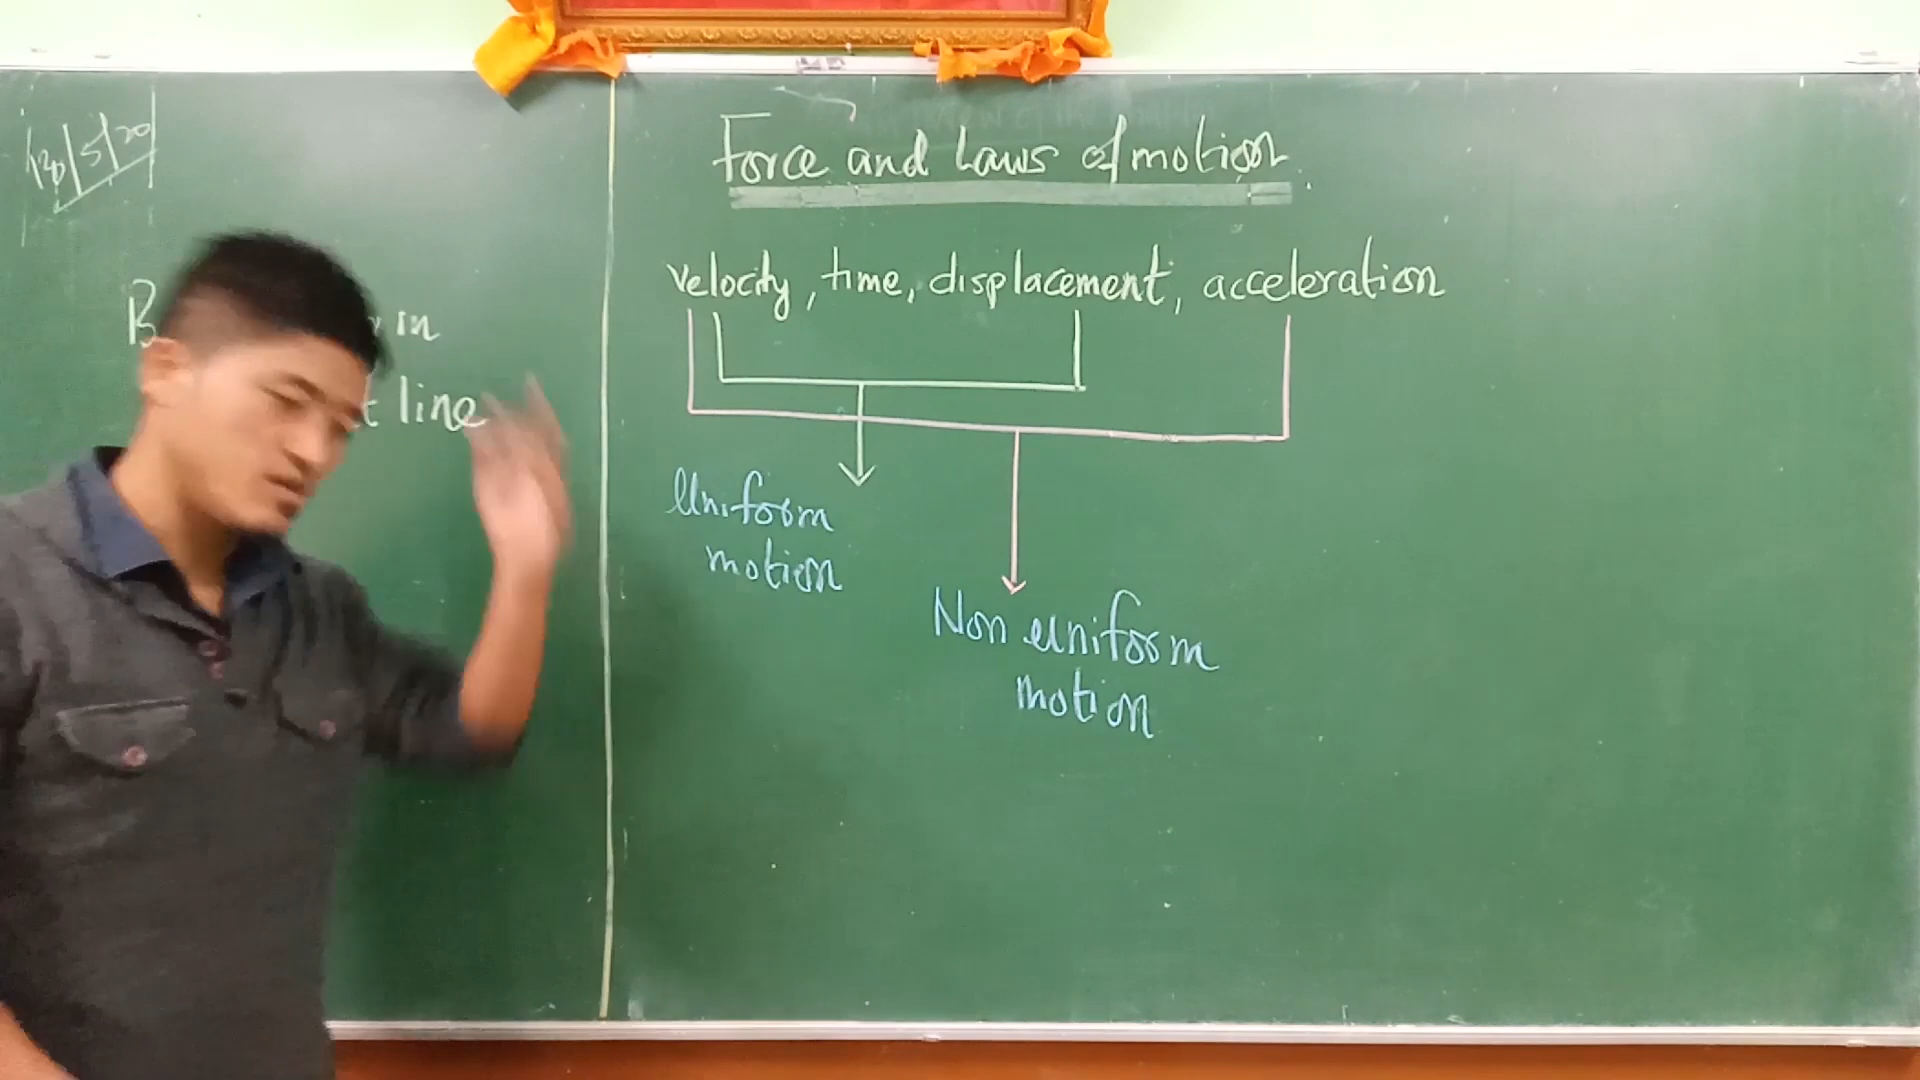 in
line
Force and Laws of motion
velocity, time, displacement, acceleration
Uniform
motion
Non uniform
motion